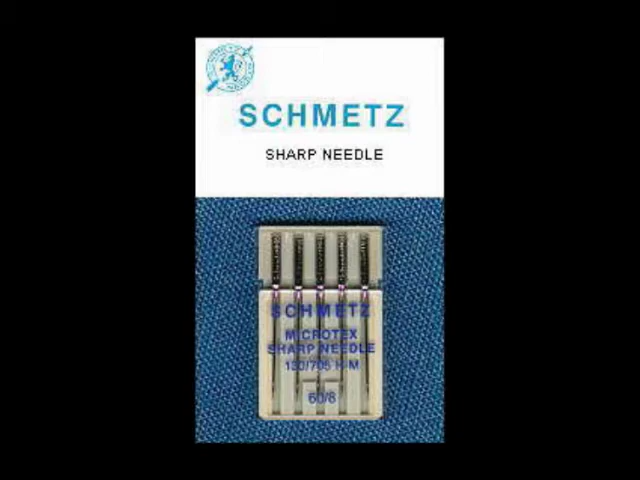 SCHMETZ
SHARP NEEDLE
SCHMETZ
MICROTEX
SHARP NEEDLE
130/705 H-M
60/8